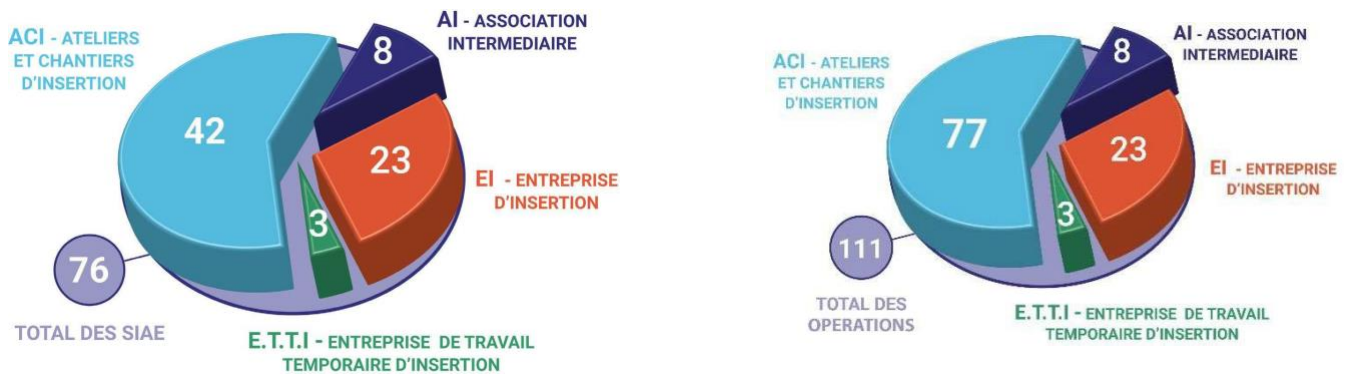 ACI - ATELIERS
ET CHANTIERS
D'INSERTION
AI - ASSOCIATION
INTERMEDIAIRE
8
42
23
EI - ENTREPRISE
D'INSERTION
3
76
TOTAL DES SIAE
E.T.T.I - ENTREPRISE DE TRAVAIL
TEMPORAIRE D'INSERTION
ACI - ATELIERS
ET CHANTIERS
D'INSERTION
AI - ASSOCIATION
INTERMEDIAIRE
8
77
23
EI - ENTREPRISE
D'INSERTION
3
111
TOTAL DES
OPERATIONS
E.T.T.I - ENTREPRISE DE TRAVAIL
TEMPORAIRE D'INSERTION